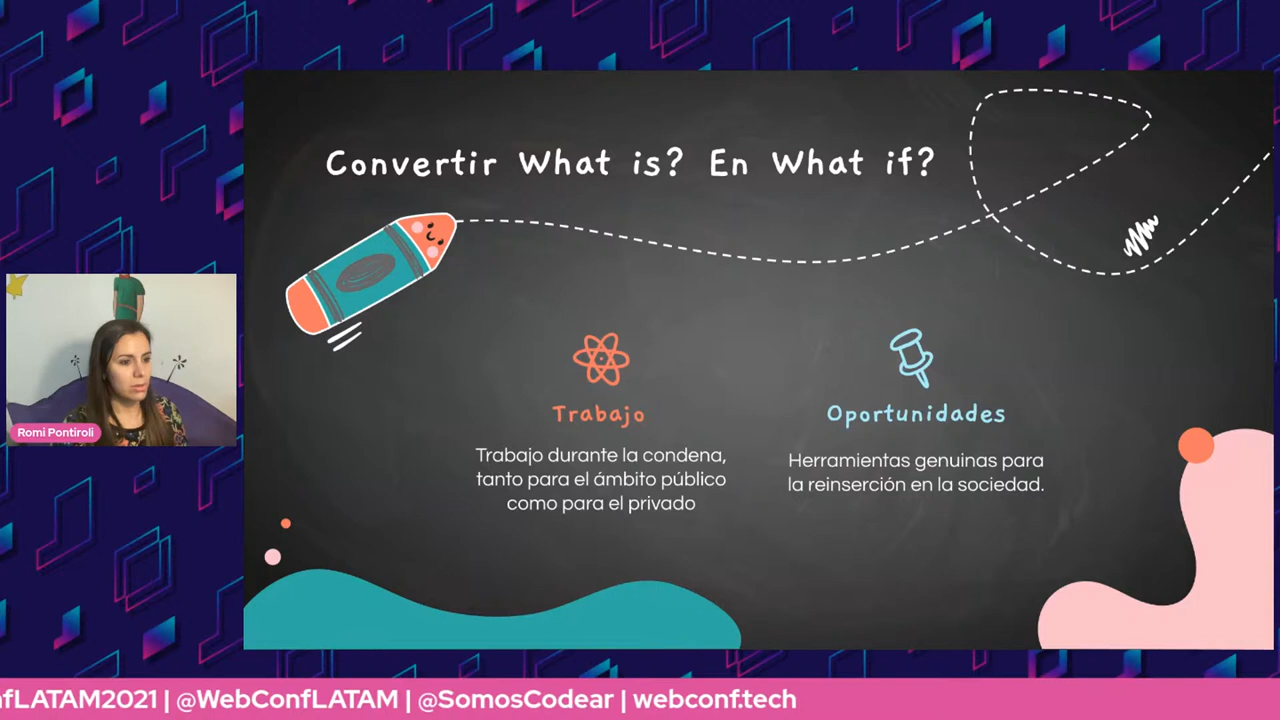 Convertir What is? En What if?
Trabajo
Trabajo durante la condena,
tanto para el ámbito público
como para el privado
Oportunidades
Herramientas genuinas para
la reinserción en la sociedad.
Romi Pontiroli
nfLATAM2021 | @WebConfLATAM | @SomosCodear | webconf.tech